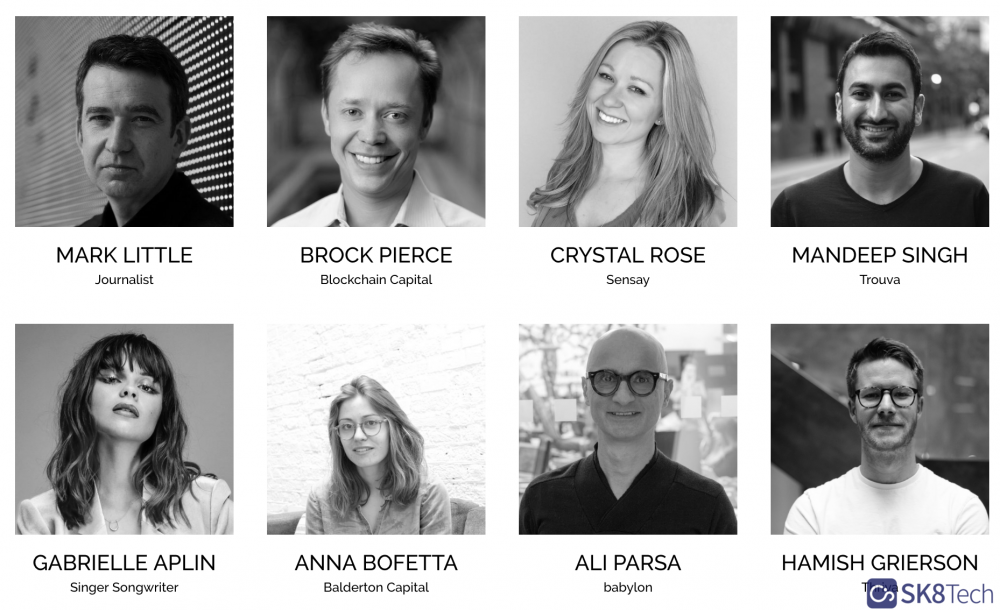 MARK LITTLE
Journalist
BROCK PIERCE
Blockchain Capital
CRYSTAL ROSE
Sensay
MANDEEP SINGH
Trouva
GABRIELLE APLIN
Singer Songwriter
ANNA BOFETTA
Balderton Capital
ALI PARSA
babylon
HAMISH GRIERSON
SK8Tech